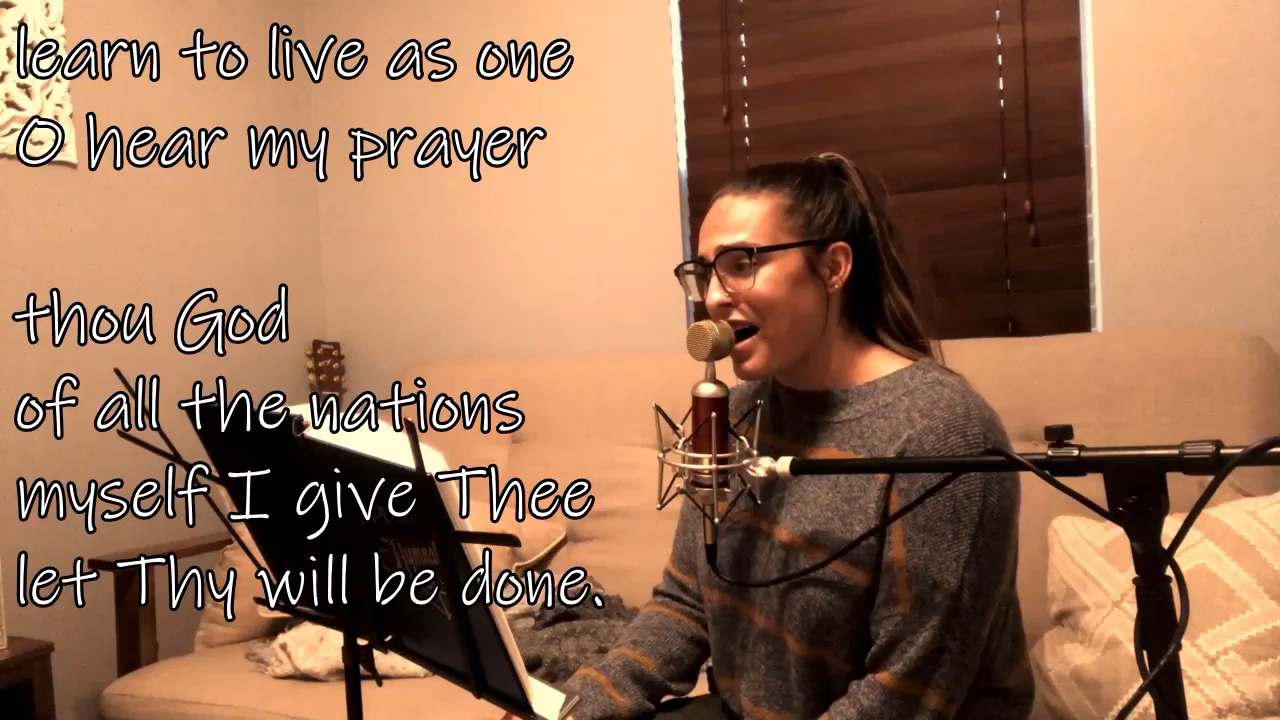 learn to live as one
O hear my prayer
thou God
of all the nations
myself I give Thee
let Thy will be done.
Hymnal